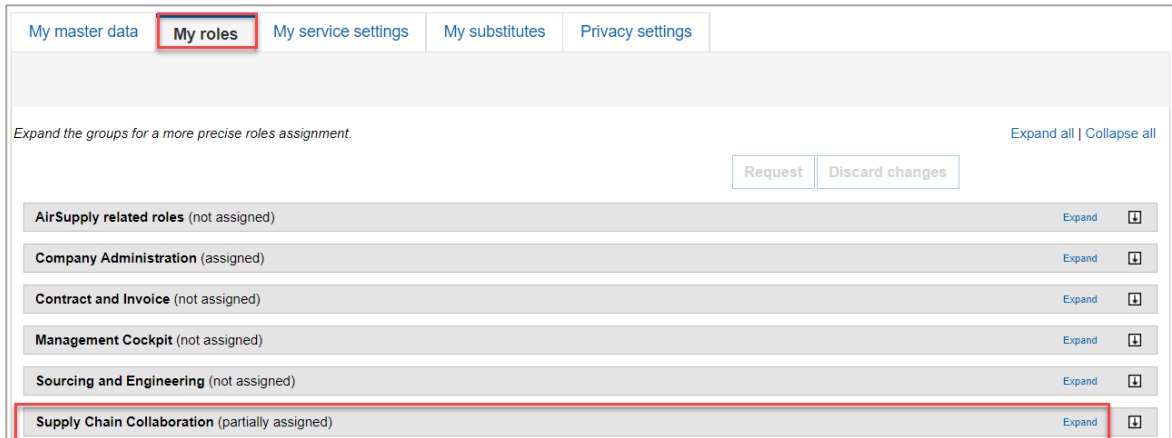 My master data My roles My service settings My substitutes Privacy settings
Expand the groups for a more precise roles assignment. Expand all | Collapse all
Request Discard changes
AirSupply related roles (not assigned) Expand
Company Administration (assigned) Expand
Contract and Invoice (not assigned) Expand
Management Cockpit (not assigned) Expand
Sourcing and Engineering (not assigned) Expand
Supply Chain Collaboration (partially assigned) Expand